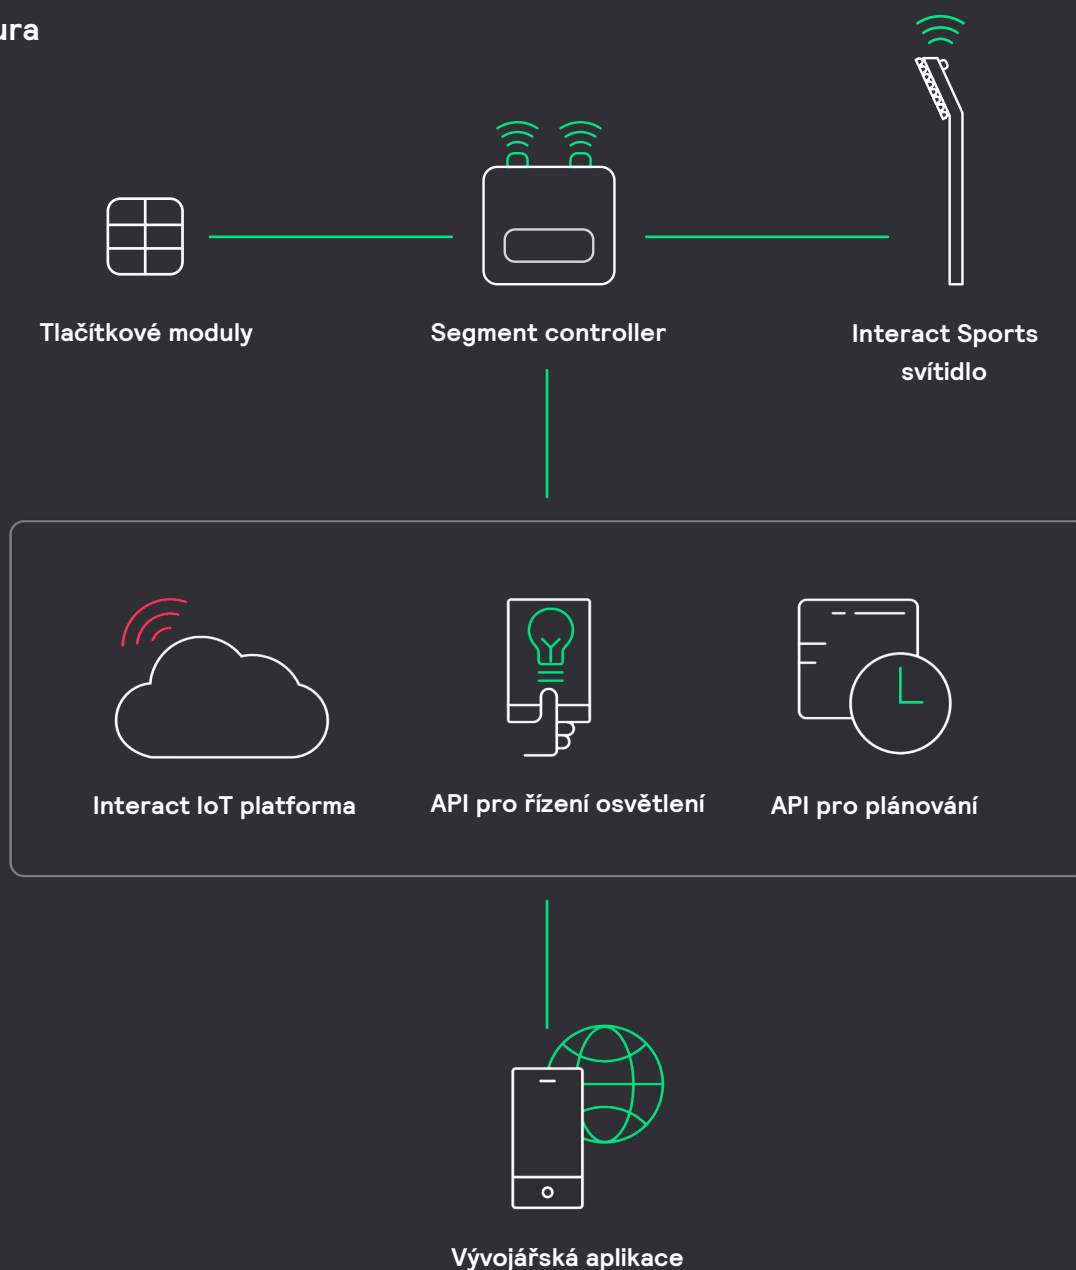 ura
Tlačítkové moduly
Segment controller
Interact Sports
svítidlo
Interact IoT platforma
API pro řízení osvětlení
API pro plánování
Vývojářská aplikace